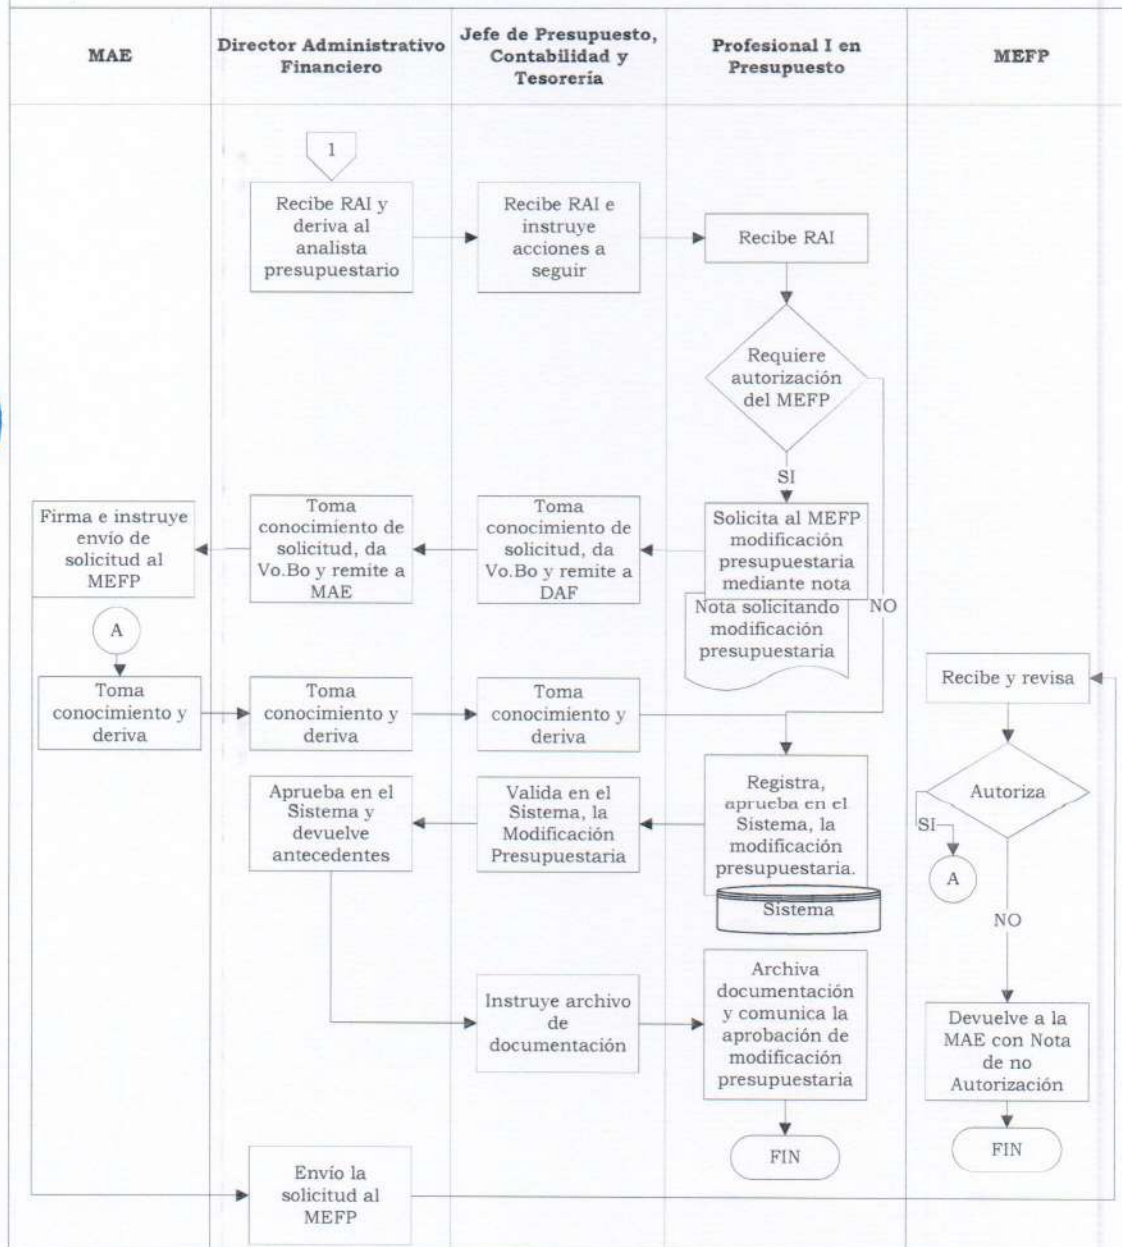 MAE
Director Administrativo
Financiero
Jefe de Presupuesto,
Contabilidad y
Tesorería
Profesional I en
Presupuesto
MEFP
1
Recibe RAI y
deriva al
analista
presupuestario
Recibe RAI e
instruye
acciones a
seguir
Recibe RAI
Requiere
autorización
del MEFP
SI
NO
Firma e instruye
envío de
solicitud al
MEFP
Toma
conocimiento de
solicitud, da
Vo.Bo y remite a
MAE
Toma
conocimiento de
solicitud, da
Vo.Bo y remite a
DAF
Solicita al MEFP
modificación
presupuestaria
mediante nota
Nota solicitando
modificación
presupuestaria
A
Toma
conocimiento y
deriva
Toma
conocimiento y
deriva
Toma
conocimiento y
deriva
Recibe y revisa
Aprueba en el
Sistema y
devuelve
antecedentes
Valida en el
Sistema, la
Modificación
Presupuestaria
Registra,
aprueba en el
Sistema, la
modificación
presupuestaria.
Sistema
Autoriza
SI
A
NO
Instruye archivo
de
documentación
Archiva
documentación
y comunica la
aprobación de
modificación
presupuestaria
Devuelve a la
MAE con Nota
de no
Autorización
FIN
FIN
Envío la
solicitud al
MEFP